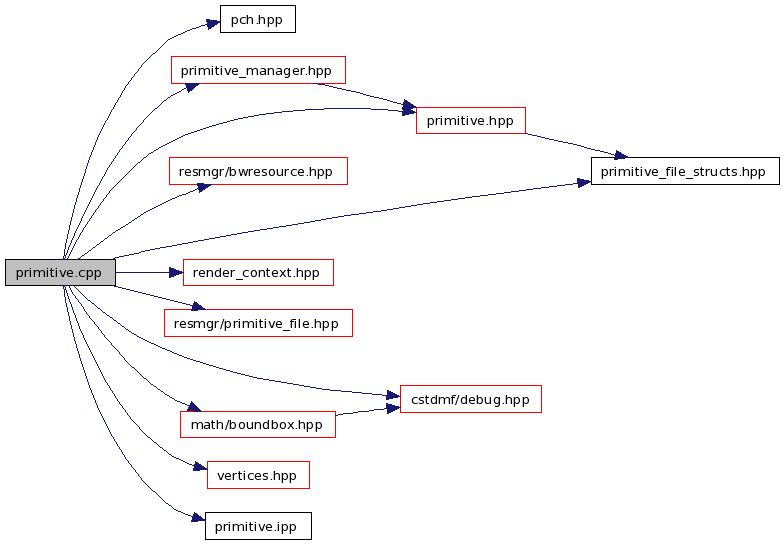 pch.hpp
primitive_manager.hpp
primitive.hpp
resmgr/bwresource.hpp
primitive_file_structs.hpp
primitive.cpp
render_context.hpp
resmgr/primitive_file.hpp
cstdmf/debug.hpp
math/boundbox.hpp
vertices.hpp
primitive.ipp